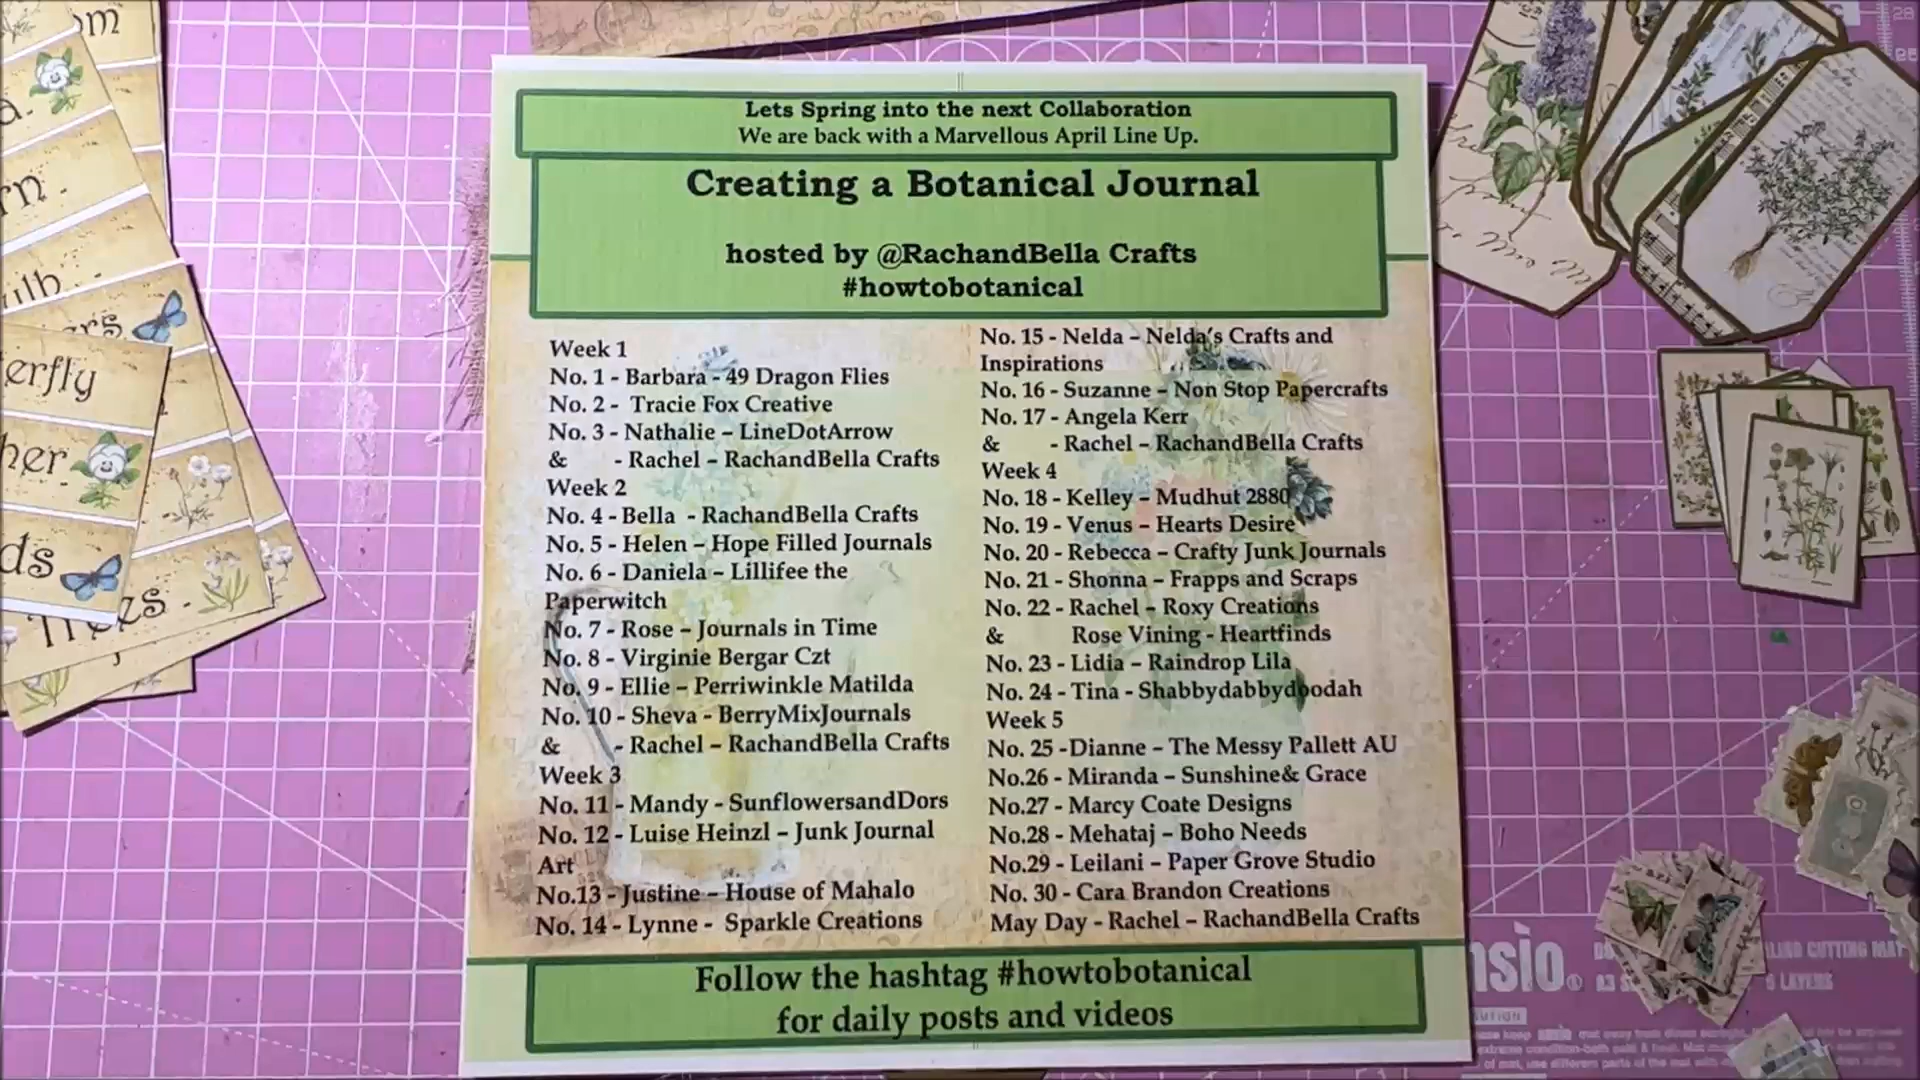 Lets Spring into the next Collaboration
We are back with a Marvellous April Line Up.
Creating a Botanical Journal
hosted by @RachandBella Crafts
#howtobotanical
Week 1
No. 1 - Barbara - 49 Dragon Flies
No. 2 - Tracie Fox Creative
No. 3 - Nathalie – LineDotArrow
& - Rachel – RachandBella Crafts
Week 2
No. 4 - Bella - RachandBella Crafts
No. 5 - Helen – Hope Filled Journals
No. 6 - Daniela – Lillifee the
Paperwitch
No. 7 - Rose – Journals in Time
No. 8 - Virginie Bergar Czt
No. 9 - Ellie – Perriwinkle Matilda
No. 10 - Sheva - BerryMixJournals
& - Rachel – RachandBella Crafts
Week 3
No. 11 - Mandy - SunflowersandDors
No. 12 - Luise Heinzl – Junk Journal
Art
No.13 - Justine – House of Mahalo
No. 14 - Lynne - Sparkle Creations
No. 15 - Nelda – Nelda's Crafts and
Inspirations
No. 16 - Suzanne – Non Stop Papercrafts
No. 17 - Angela Kerr
& - Rachel – RachandBella Crafts
Week 4
No. 18 - Kelley – Mudhut 2880
No. 19 - Venus – Hearts Desire
No. 20 - Rebecca – Crafty Junk Journals
No. 21 - Shonna – Frapps and Scraps
No. 22 - Rachel – Roxy Creations
& Rose Vining - Heartfinds
No. 23 - Lidia – Raindrop Lila
No. 24 - Tina - Shabbydabbydoodah
Week 5
No. 25 -Dianne – The Messy Pallett AU
No.26 - Miranda – Sunshine& Grace
No.27 - Marcy Coate Designs
No.28 - Mehataj – Boho Needs
No.29 - Leilani – Paper Grove Studio
No. 30 - Cara Brandon Creations
May Day - Rachel – RachandBella Crafts
Follow the hashtag #howtobotanical
for daily posts and videos
erfly
her
ds
Trees
CUTTING MAT
LAYERS